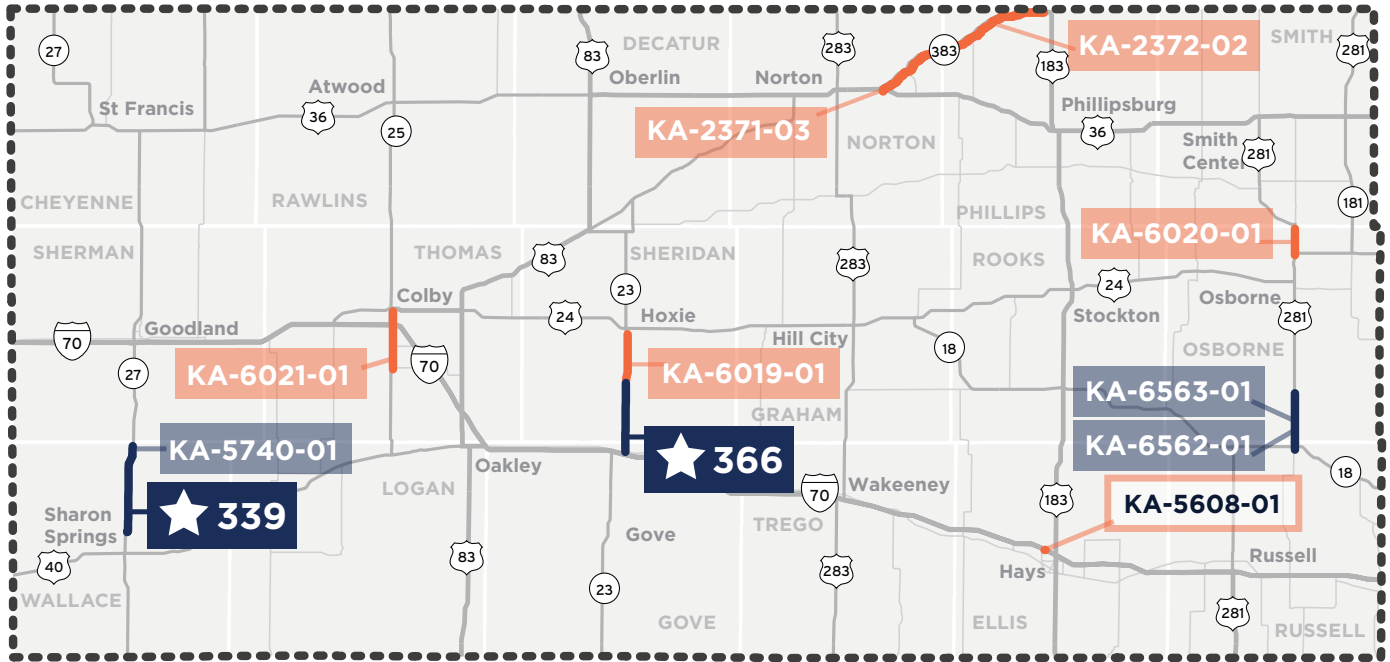 27
83
DECATUR
283
383
KA-2372-02
SMITH
281
183
Oberlin
Norton
Atwood
St Francis
36
25
Phillipsburg
KA-2371-03
36
NORTON
Smith
Center
281
CHEYENNE
RAWLINS
181
PHILLIPS
KA-6020-01
SHERMAN
THOMAS
83
SHERIDAN
283
ROOKS
23
24
Colby
Osborne
24
Hoxie
Stockton
281
Goodland
70
Hill City
18
OSBORNE
27
KA-6021-01
70
KA-6019-01
KA-6563-01
GRAHAM
KA-5740-01
KA-6562-01
366
Oakley
18
LOGAN
70
Wakeeney
183
KA-5608-01
339
Sharon
Springs
TREGO
Gove
83
Russell
40
283
Hays
23
WALLACE
281
GOVE
ELLIS
RUSSELL